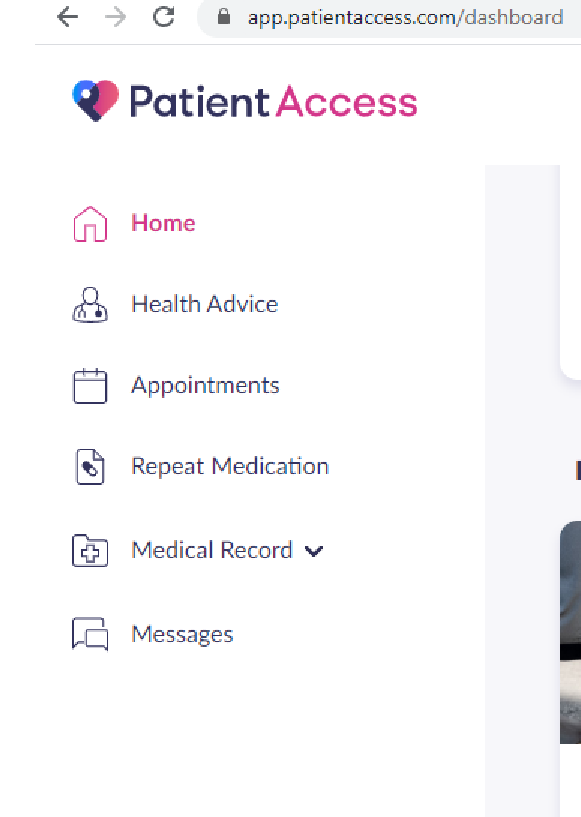 app.patientaccess.com/dashboard
Patient Access
Home
Health Advice
Appointments
Repeat Medication
Medical Record
Messages